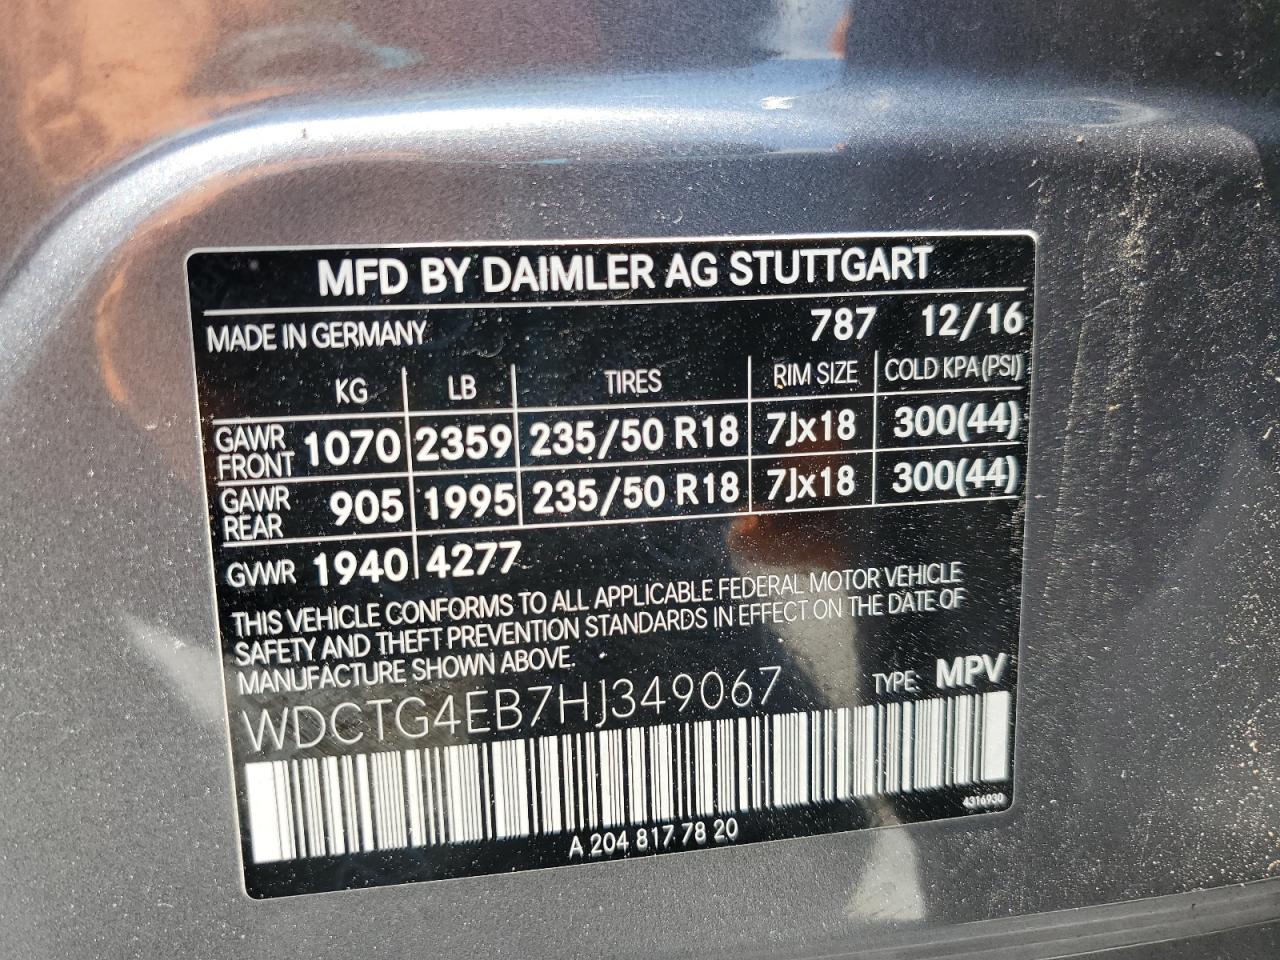 MFD BY DAIMLER AG STUTTGART
MADE IN GERMANY 787 12/16
KG LB TIRES RIM SIZE COLD KPA(PSI)
GAWR FRONT 1070 2359 235/50 R18 7Jx18 300(44)
GAWR REAR 905 1995 235/50 R18 7Jx18 300(44)
GVWR 1940 4277
THIS VEHICLE CONFORMS TO ALL APPLICABLE FEDERAL MOTOR VEHICLE
SAFETY AND THEFT PREVENTION STANDARDS IN EFFECT ON THE DATE OF
MANUFACTURE SHOWN ABOVE.
WDCTG4EB7HJ349067 TYPE: MPV
4316930
A 204 817 78 20